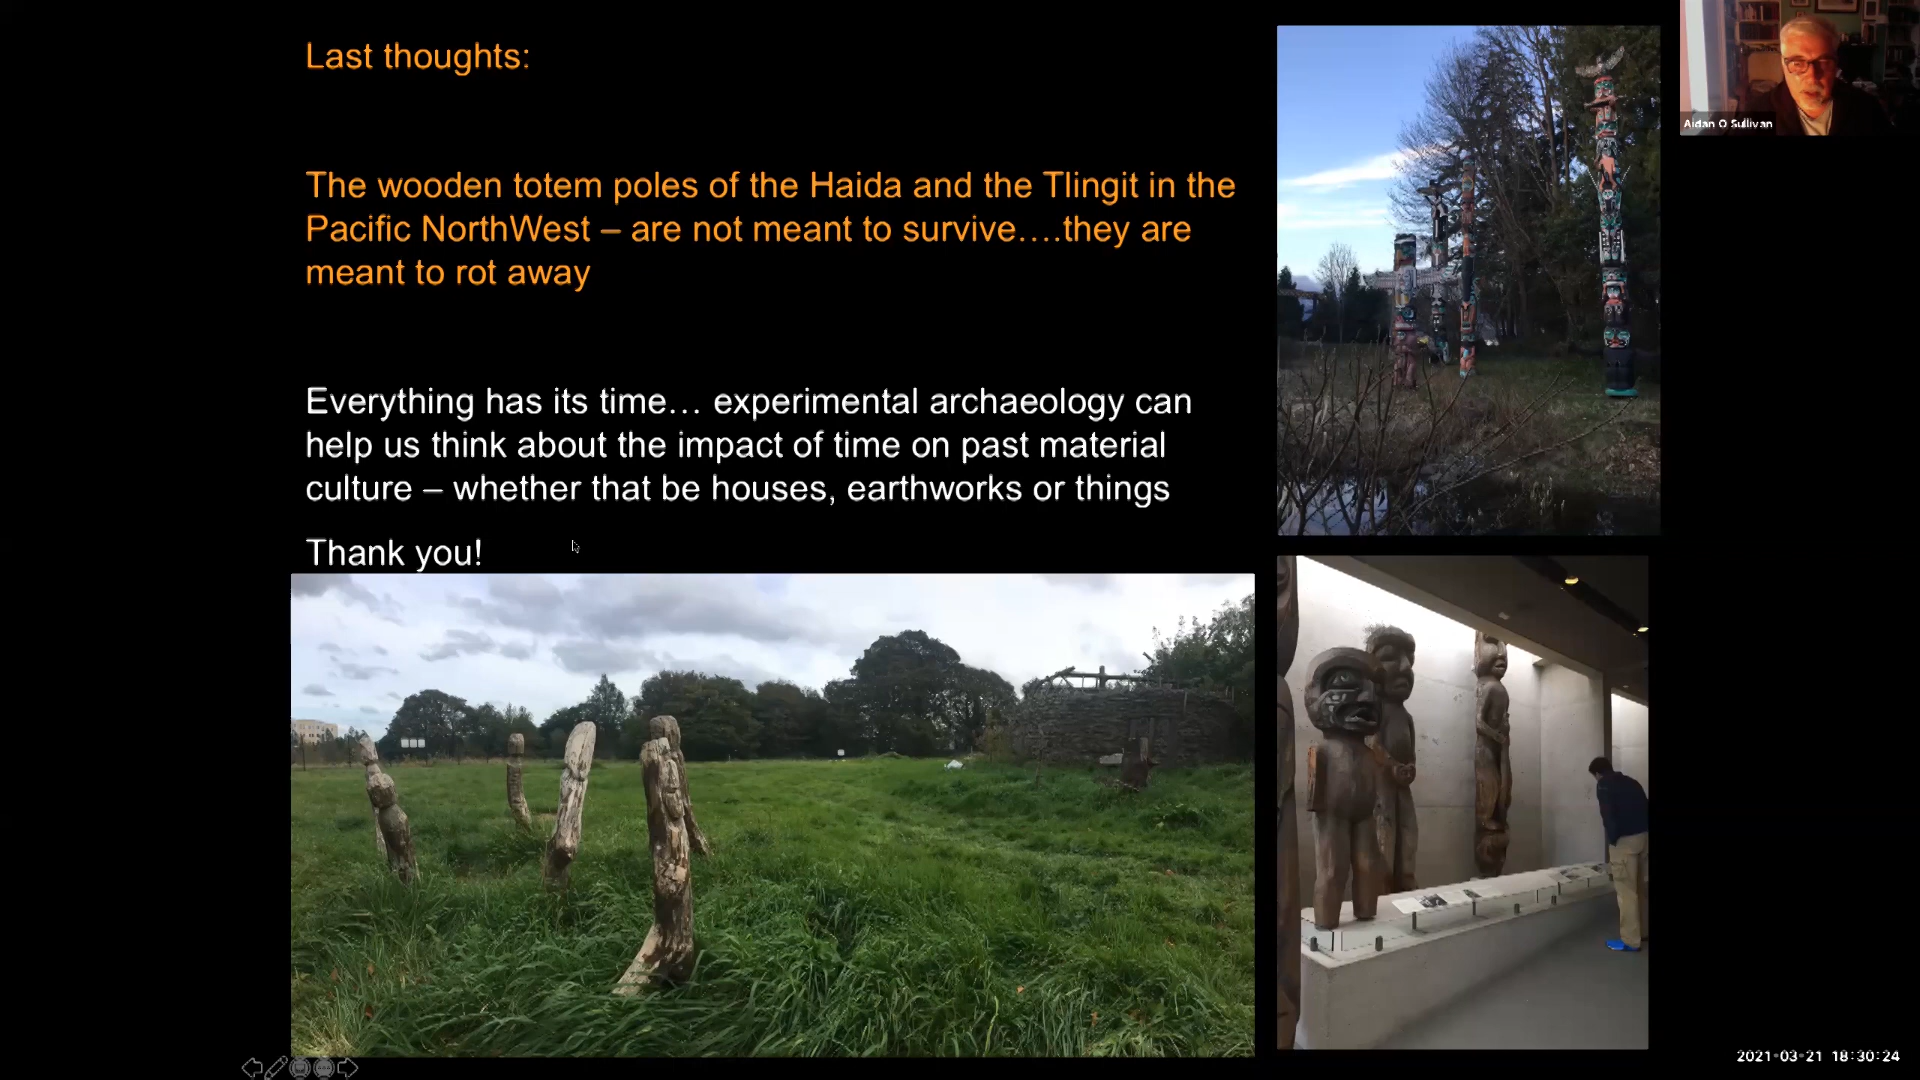 Last thoughts:
The wooden totem poles of the Haida and the Tlingit in the
Pacific NorthWest – are not meant to survive….they are
meant to rot away
Everything has its time… experimental archaeology can
help us think about the impact of time on past material
culture – whether that be houses, earthworks or things
Thank you!
Aidan O Sullivan
2021-03-21 18:30:24